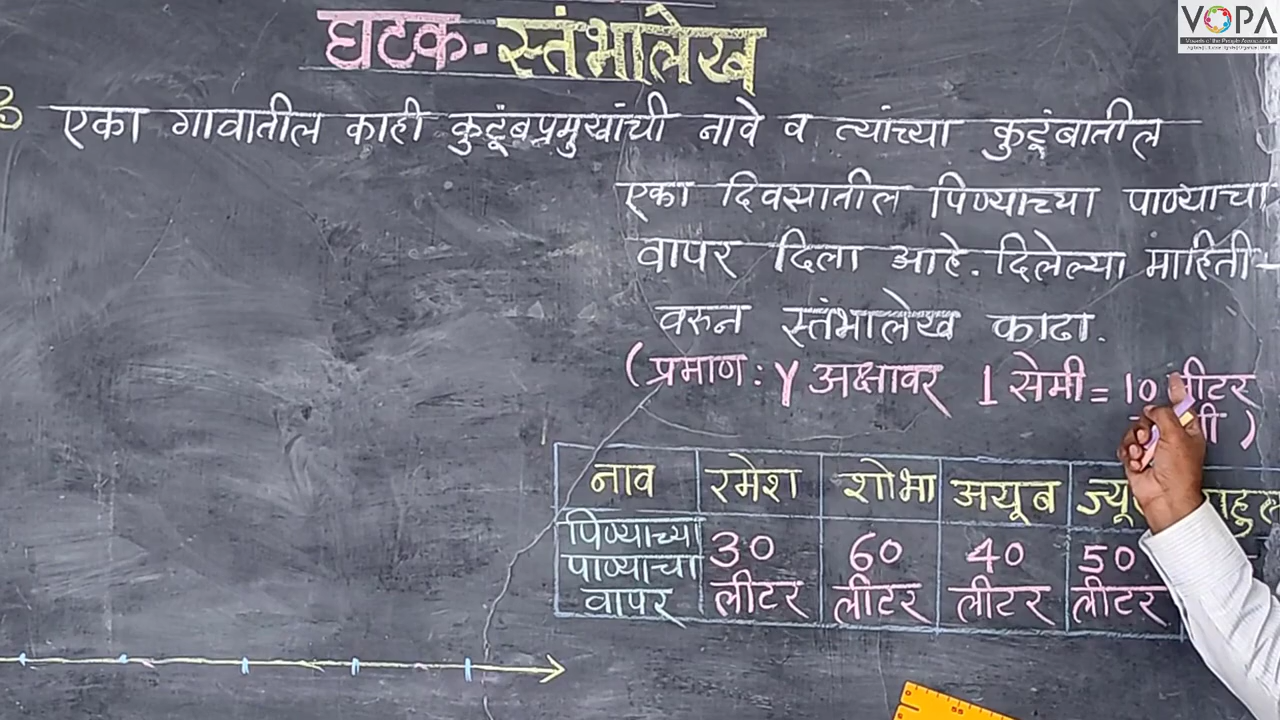 VOPA
घटक-स्तंभालेख
एका गावातील काही कुटूंबप्रमुखांची नावे व त्यांच्या कुटूंबातील
एका दिवसातील पिण्याच्या पाण्याचा
वापर दिला आहे. दिलेल्या माहिती-
वरुन स्तंभालेख काढा.
(प्रमाण: Y अक्षावर 1 सेमी = 10 लीटर
)
नाव रमेश शोभा अयूब
पिण्याच्या पाण्याचा वापर 30 लीटर 60 लीटर 40 लीटर 50 लीटर